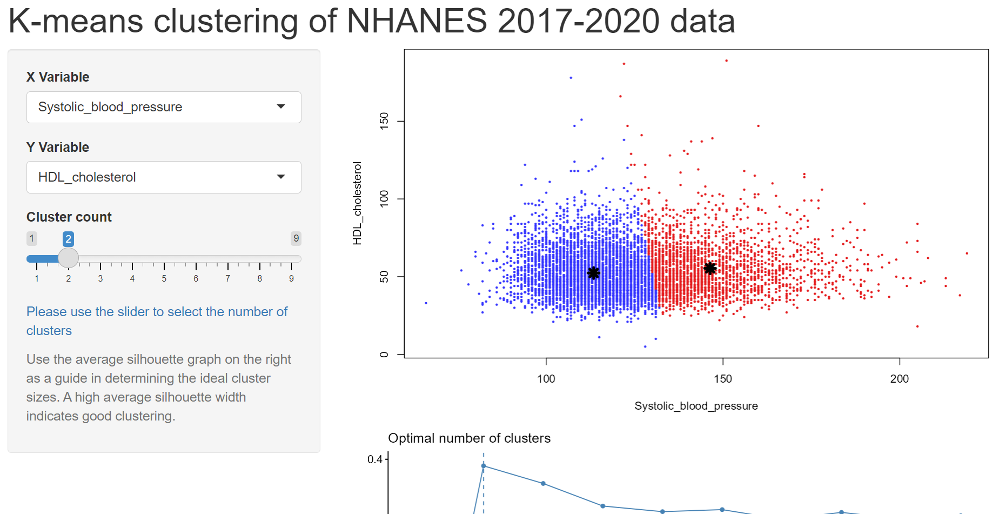 K-means clustering of NHANES 2017-2020 data
X Variable
Systolic_blood_pressure
Y Variable
HDL_cholesterol
Cluster count
1
2
9
1 2 3 4 5 6 7 8 9
Please use the slider to select the number of
clusters
Use the average silhouette graph on the right
as a guide in determining the ideal cluster
sizes. A high average silhouette width
indicates good clustering.
HDL_cholesterol
150
100
50
0
100 150 200
Systolic_blood_pressure
Optimal number of clusters
0.4